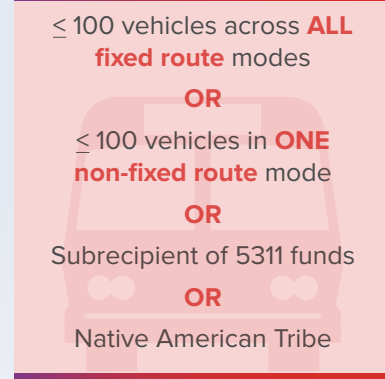 ≤ 100 vehicles across ALL
fixed route modes
OR
≤ 100 vehicles in ONE
non-fixed route mode
OR
Subrecipient of 5311 funds
OR
Native American Tribe